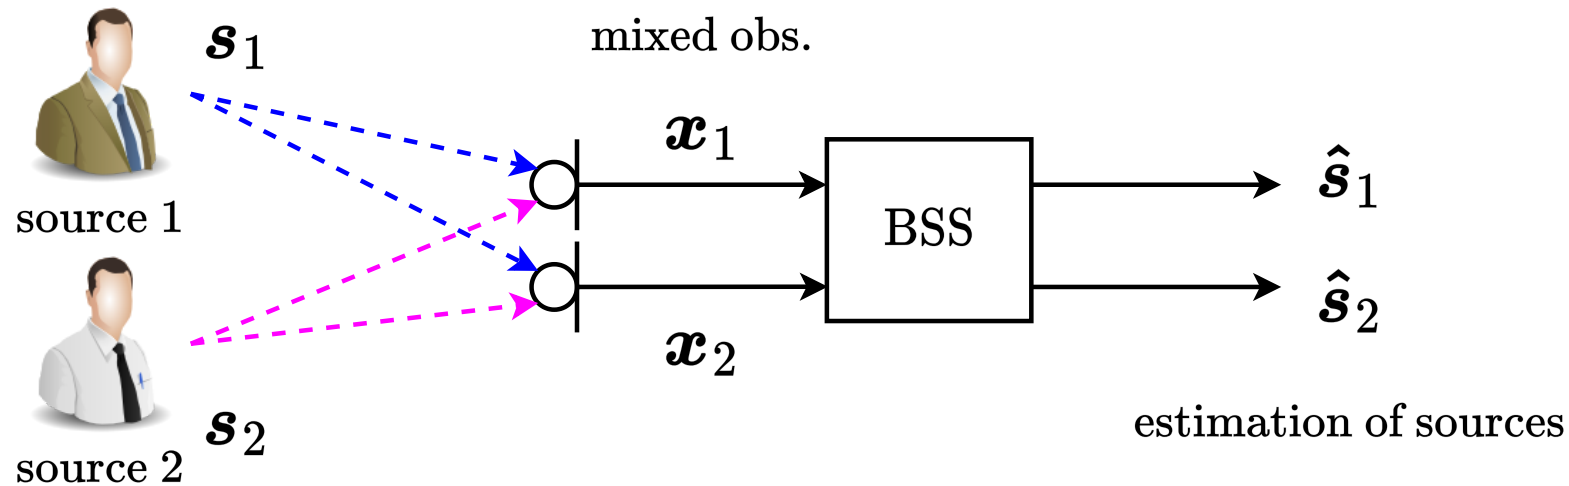 s₁
mixed obs.
x₁
ŝ₁
source 1
BSS
ŝ₂
x₂
s₂
estimation of sources
source 2